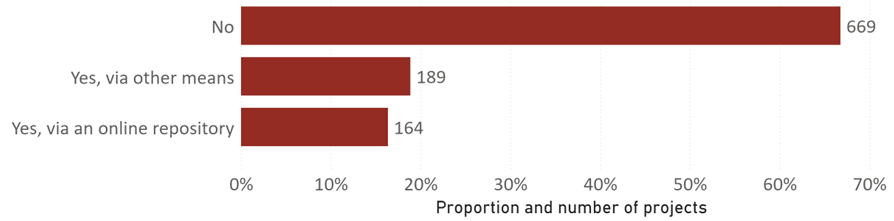 No 669
Yes, via other means 189
Yes, via an online repository 164
0% 10% 20% 30% 40% 50% 60% 70%
Proportion and number of projects